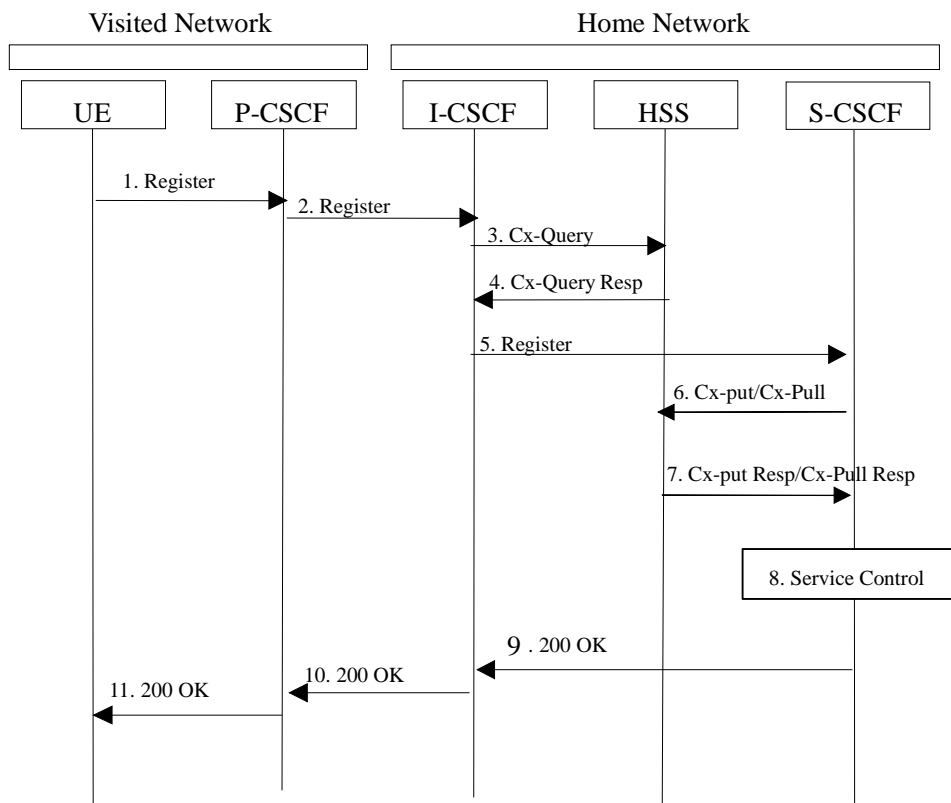 Visited Network
Home Network
UE
P-CSCF
I-CSCF
HSS
S-CSCF
1. Register
2. Register
3. Cx-Query
4. Cx-Query Resp
5. Register
6. Cx-put/Cx-Pull
7. Cx-put Resp/Cx-Pull Resp
8. Service Control
9 . 200 OK
10. 200 OK
11. 200 OK